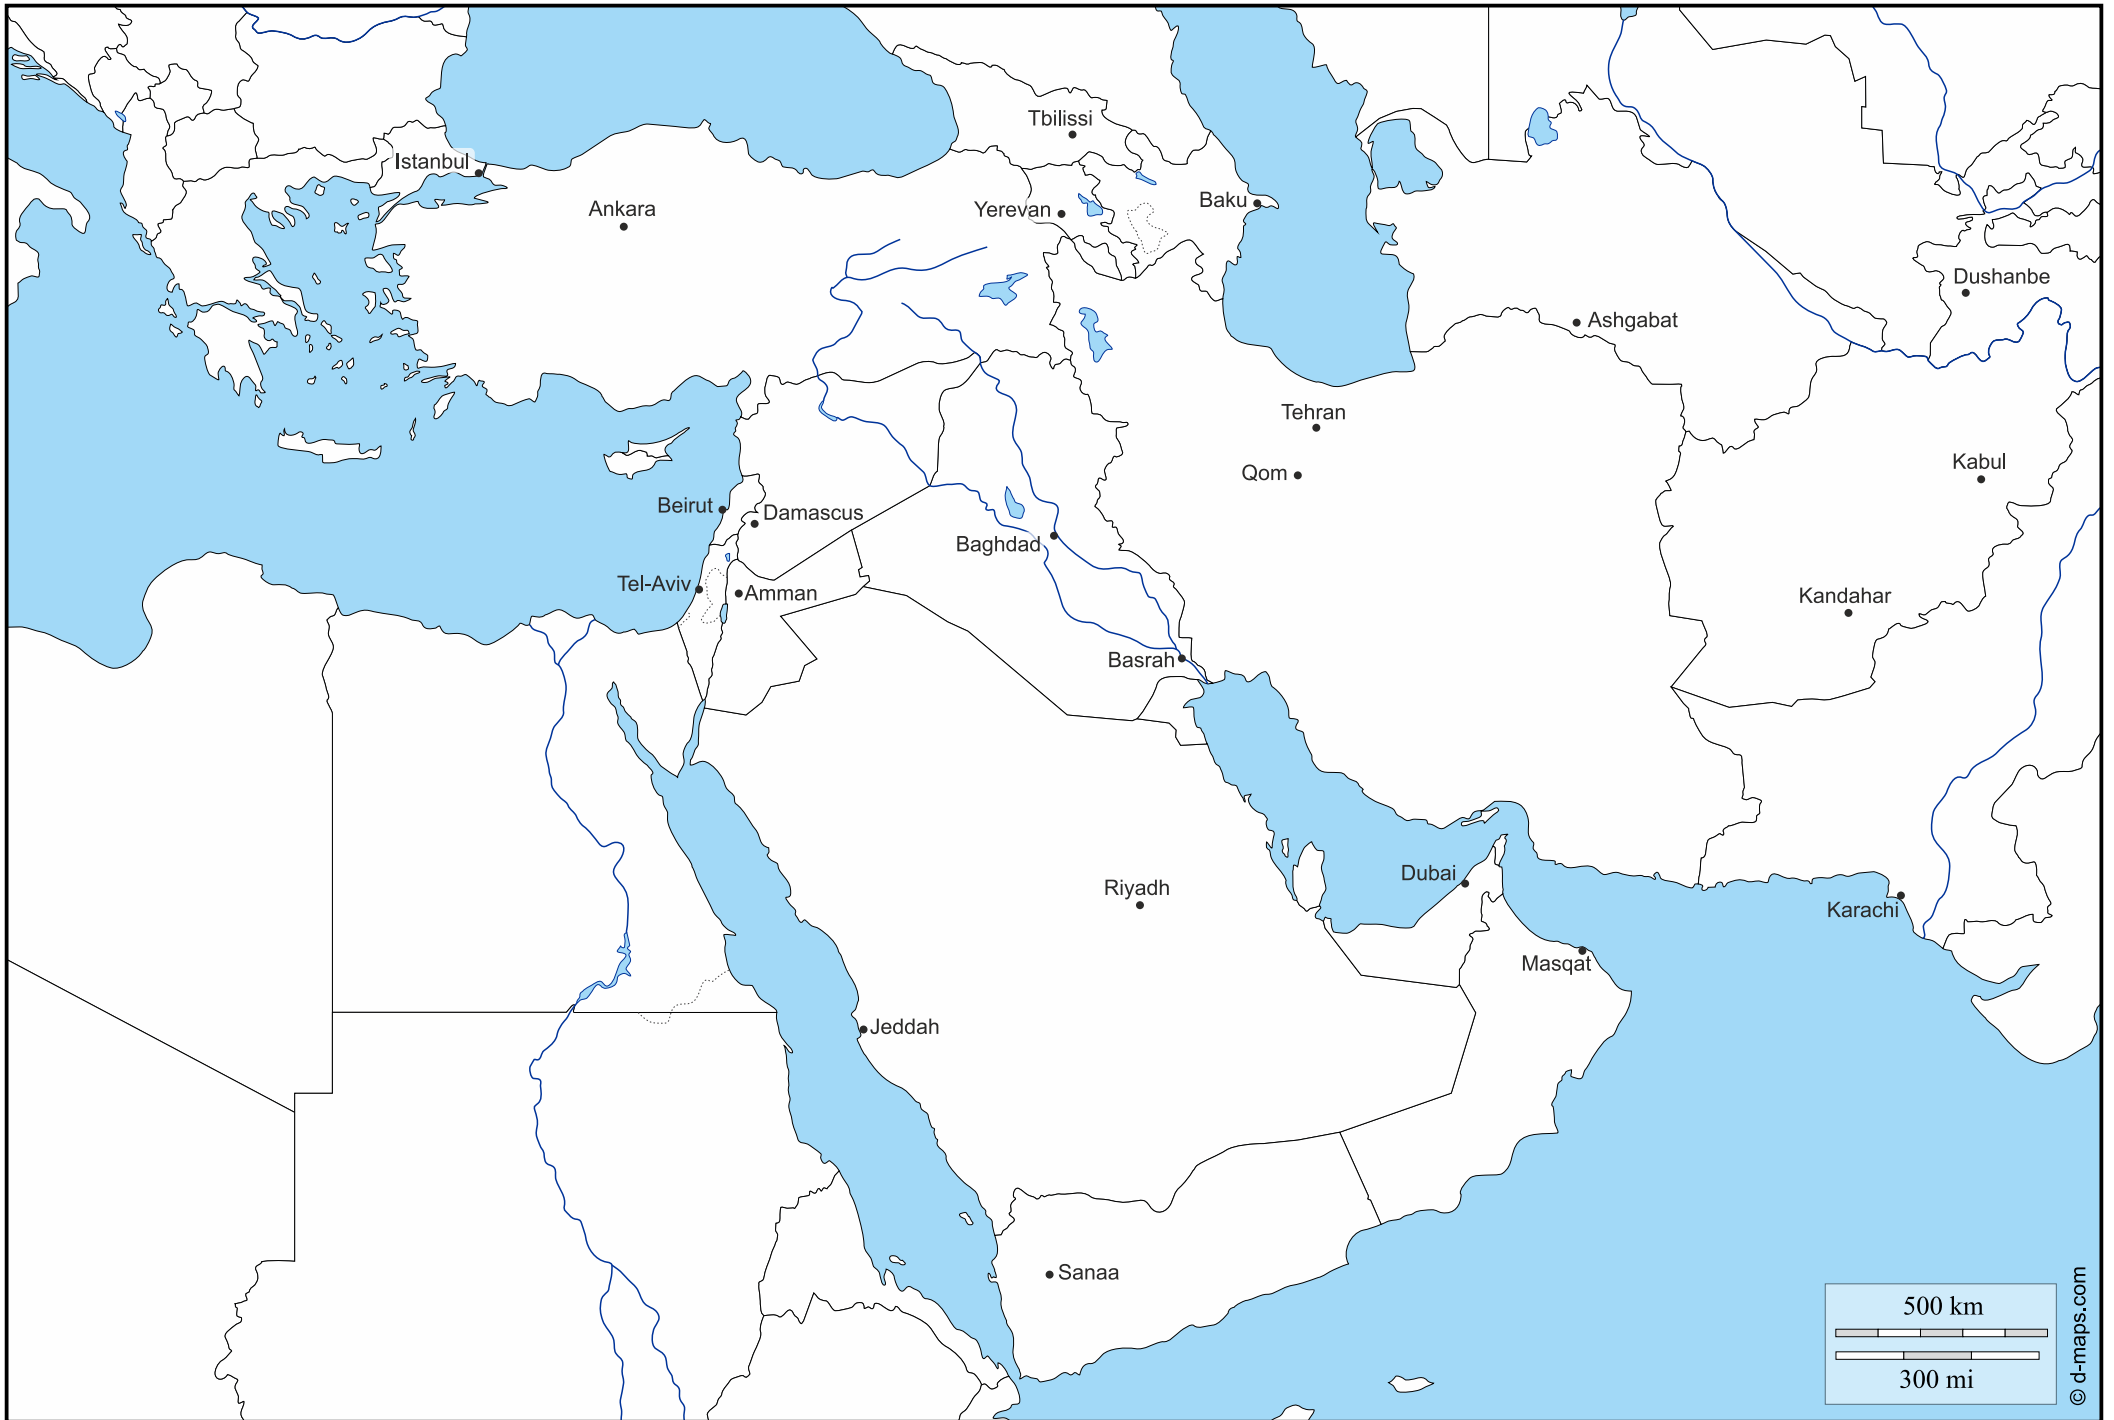 Tbilissi
Istanbul
Ankara
Yerevan
Baku
Dushanbe
Ashgabat
Tehran
Qom
Kabul
Beirut
Damascus
Baghdad
Tel-Aviv
Amman
Kandahar
Basrah
Dubai
Riyadh
Karachi
Masqat
Jeddah
Sanaa
500 km
300 mi
© d-maps.com